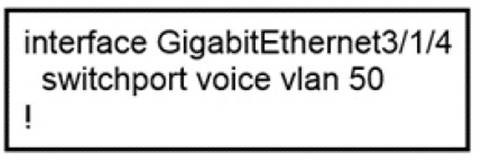 interface GigabitEthernet3/1/4
switchport voice vlan 50
!